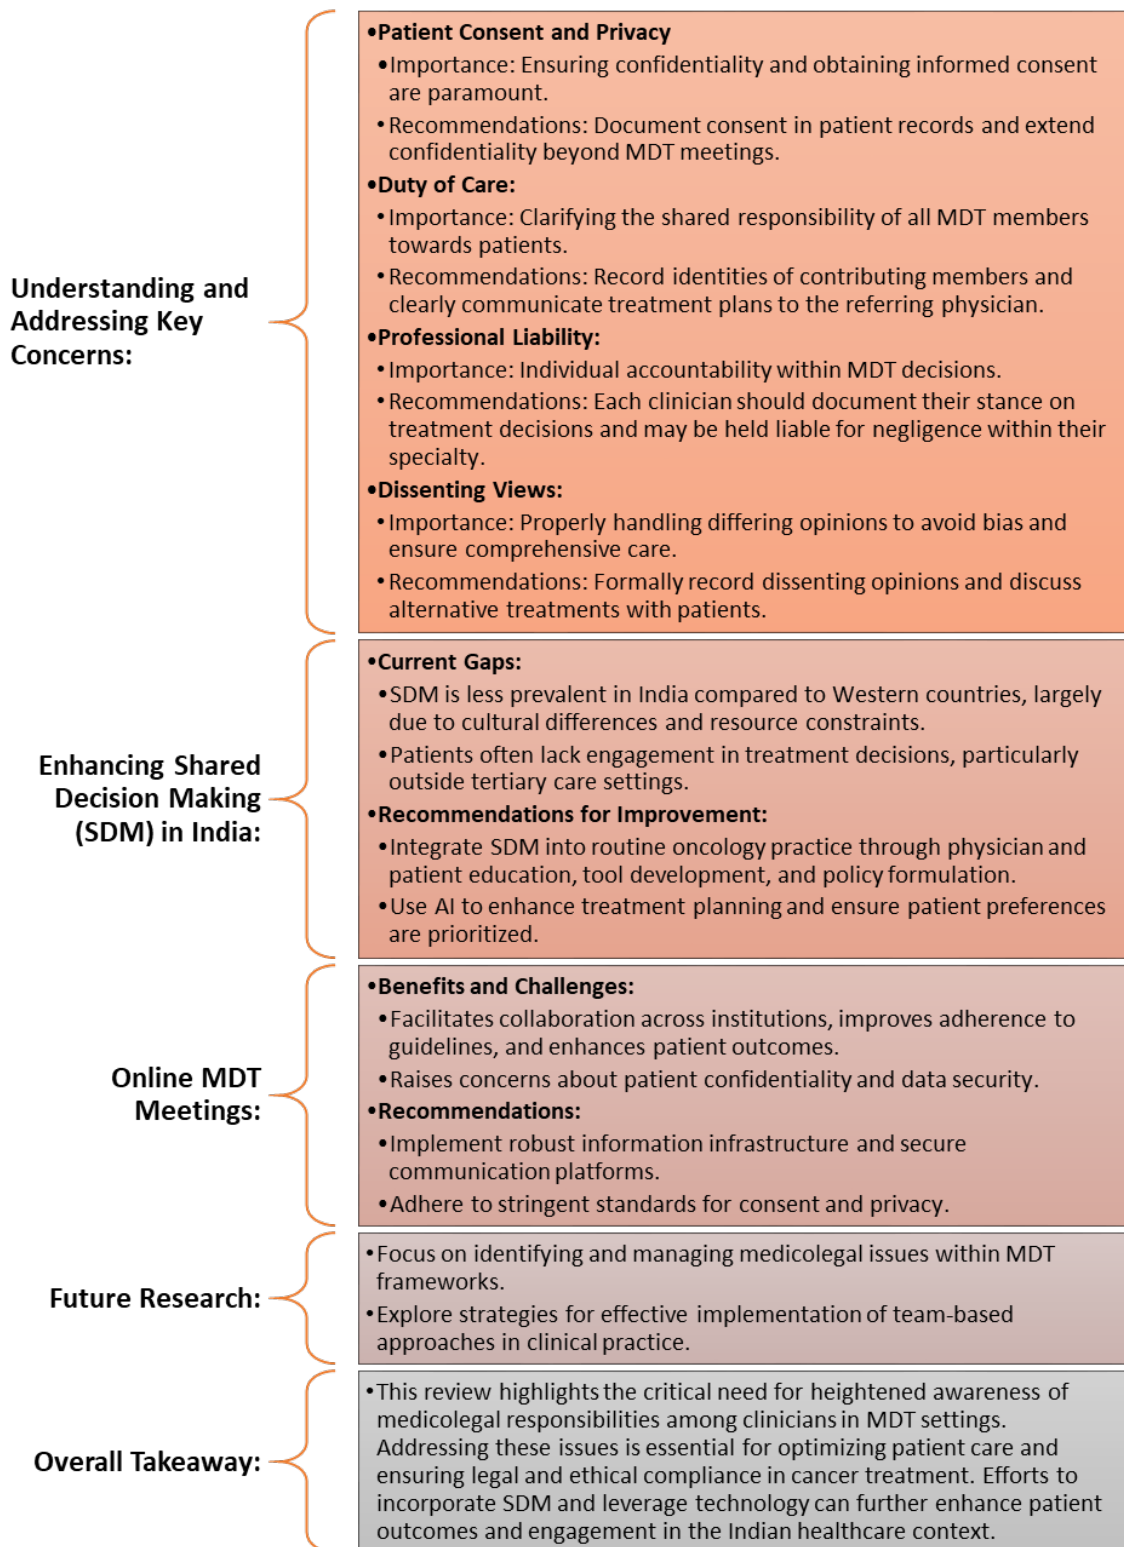 Understanding and
Addressing Key
Concerns:
•Patient Consent and Privacy
•Importance: Ensuring confidentiality and obtaining informed consent
are paramount.
•Recommendations: Document consent in patient records and extend
confidentiality beyond MDT meetings.
•Duty of Care:
•Importance: Clarifying the shared responsibility of all MDT members
towards patients.
•Recommendations: Record identities of contributing members and
clearly communicate treatment plans to the referring physician.
•Professional Liability:
•Importance: Individual accountability within MDT decisions.
•Recommendations: Each clinician should document their stance on
treatment decisions and may be held liable for negligence within their
specialty.
•Dissenting Views:
•Importance: Properly handling differing opinions to avoid bias and
ensure comprehensive care.
•Recommendations: Formally record dissenting opinions and discuss
alternative treatments with patients.
Enhancing Shared
Decision Making
(SDM) in India:
•Current Gaps:
•SDM is less prevalent in India compared to Western countries, largely
due to cultural differences and resource constraints.
•Patients often lack engagement in treatment decisions, particularly
outside tertiary care settings.
•Recommendations for Improvement:
•Integrate SDM into routine oncology practice through physician and
patient education, tool development, and policy formulation.
•Use AI to enhance treatment planning and ensure patient preferences
are prioritized.
Online MDT
Meetings:
•Benefits and Challenges:
•Facilitates collaboration across institutions, improves adherence to
guidelines, and enhances patient outcomes.
•Raises concerns about patient confidentiality and data security.
•Recommendations:
•Implement robust information infrastructure and secure
communication platforms.
•Adhere to stringent standards for consent and privacy.
Future Research:
•Focus on identifying and managing medicolegal issues within MDT
frameworks.
•Explore strategies for effective implementation of team-based
approaches in clinical practice.
Overall Takeaway:
•This review highlights the critical need for heightened awareness of
medicolegal responsibilities among clinicians in MDT settings.
Addressing these issues is essential for optimizing patient care and
ensuring legal and ethical compliance in cancer treatment. Efforts to
incorporate SDM and leverage technology can further enhance patient
outcomes and engagement in the Indian healthcare context.